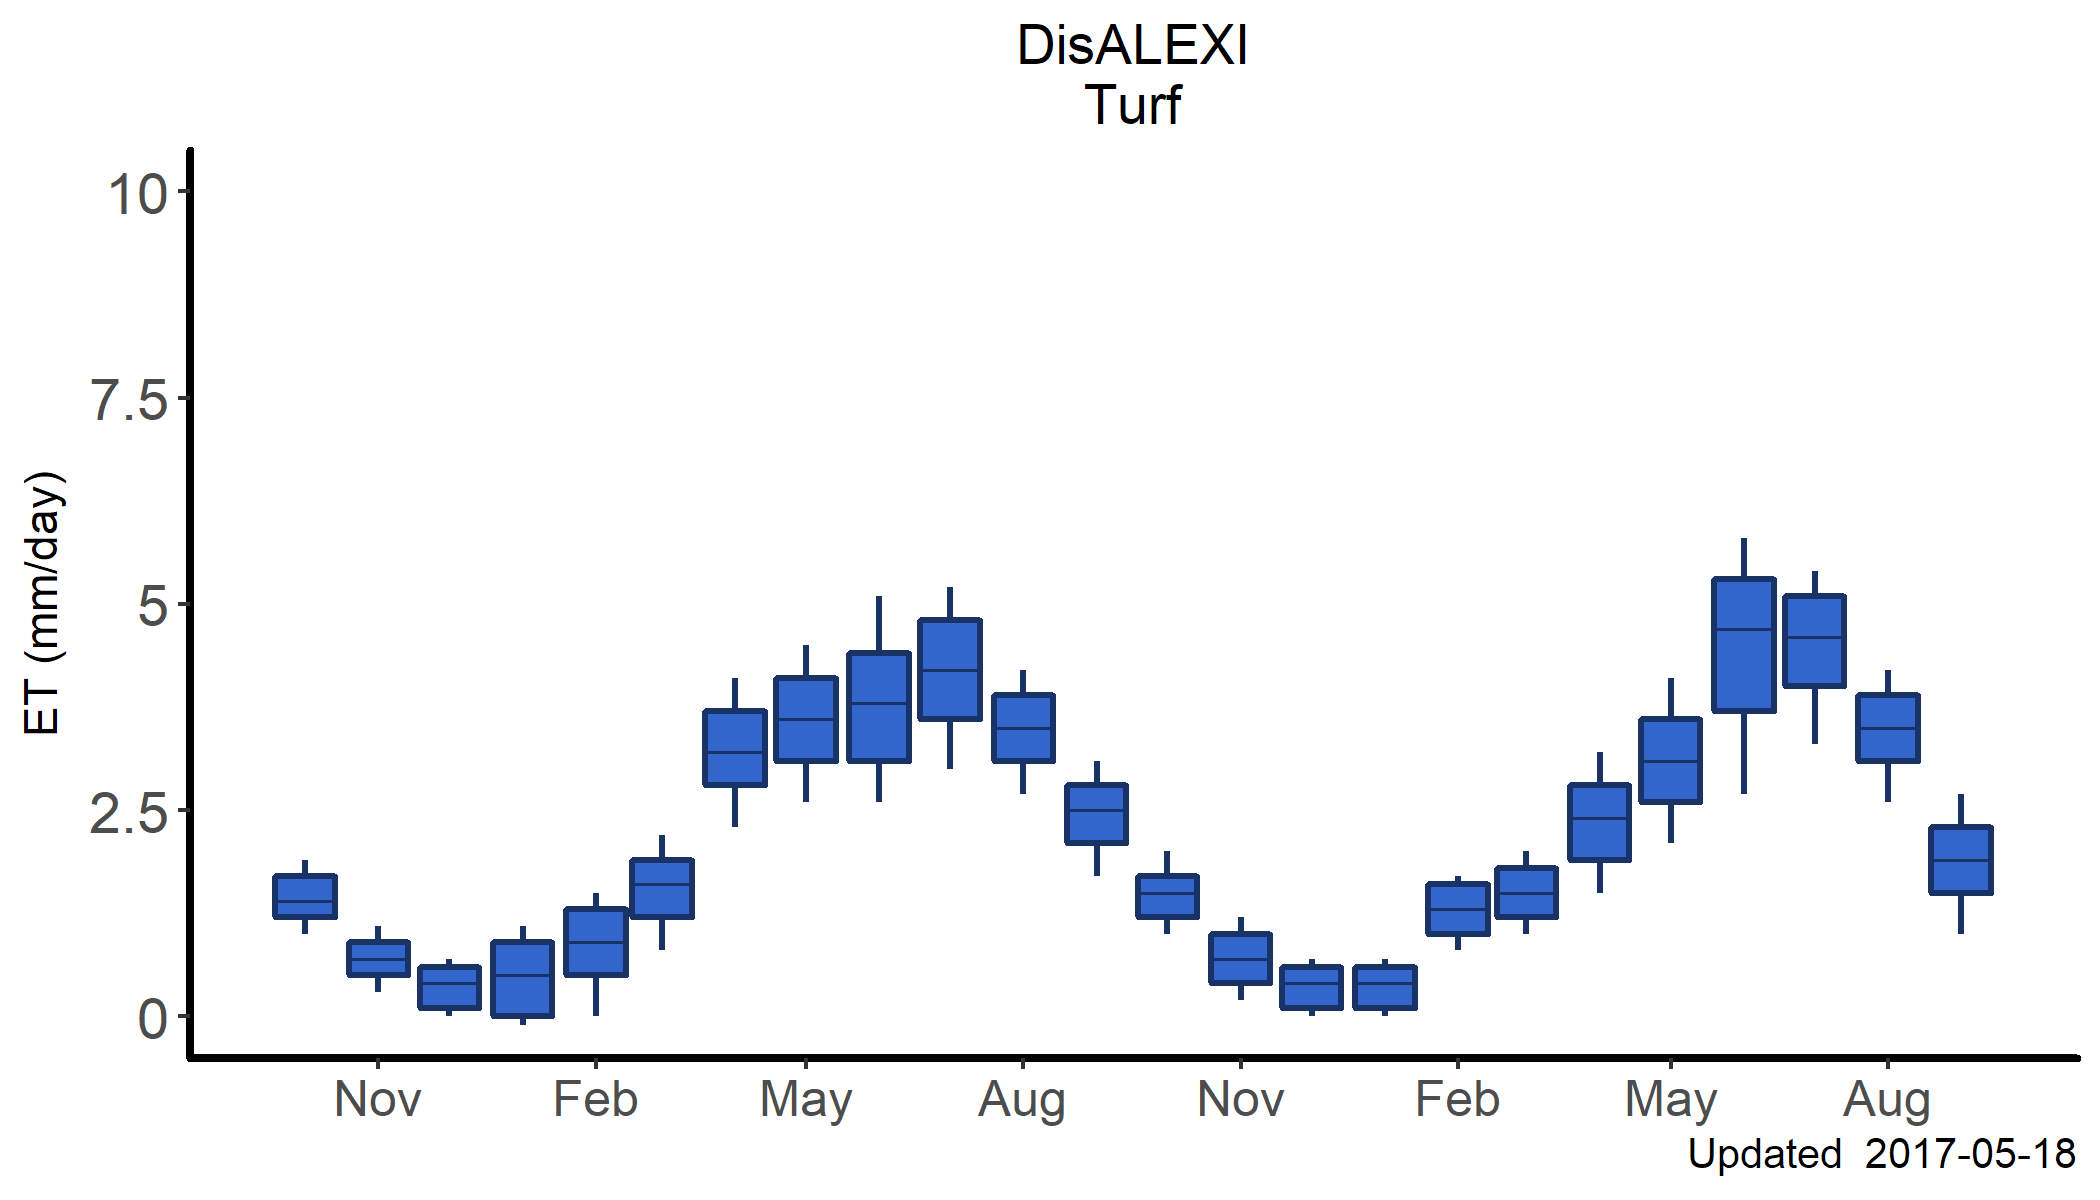 DisALEXI
Turf
10
7.5
5
2.5
0
ET (mm/day)
Nov Feb May Aug Nov Feb May Aug
Updated 2017-05-18